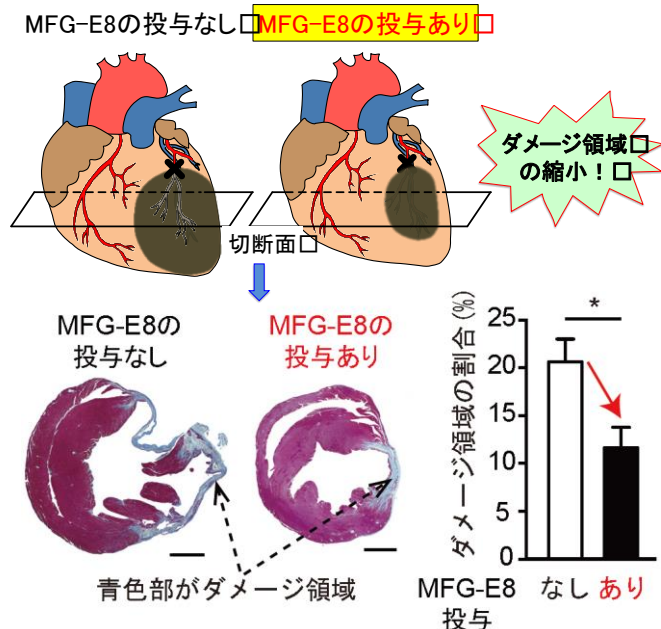 MFG-E8の投与なし□
MFG-E8の投与あり□
ダメージ領域□
の縮小！□
切断面□
MFG-E8の
投与なし
MFG-E8の
投与あり
青色部がダメージ領域
ダメージ領域の割合(%)
25
20
15
10
5
0
*
MFG-E8
投与
なし
あり